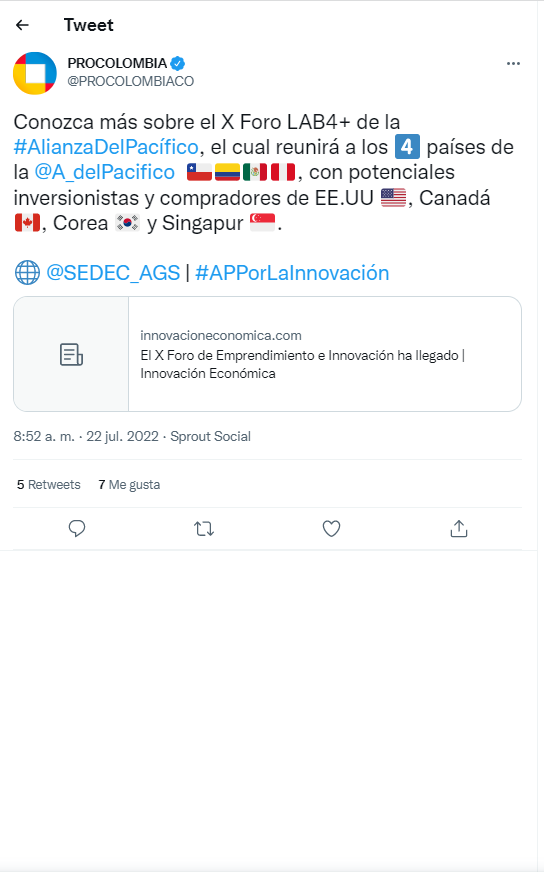 Tweet
PROCOLOMBIA
@PROCOLOMBIACO
Conozca más sobre el X Foro LAB4+ de la
#AlianzaDelPacífico, el cual reunirá a los 4 países de
la @A_delPacifico 🇨🇱🇨🇴🇲🇽🇵🇪, con potenciales
inversionistas y compradores de EE.UU 🇺🇸, Canadá
🇨🇦, Corea 🇰🇷 y Singapur 🇸🇬.
🌐 @SEDEC_AGS | #APPorLaInnovación
innovacioneconomica.com
El X Foro de Emprendimiento e Innovación ha llegado |
Innovación Económica
8:52 a. m. · 22 jul. 2022 · Sprout Social
5 Retweets 7 Me gusta